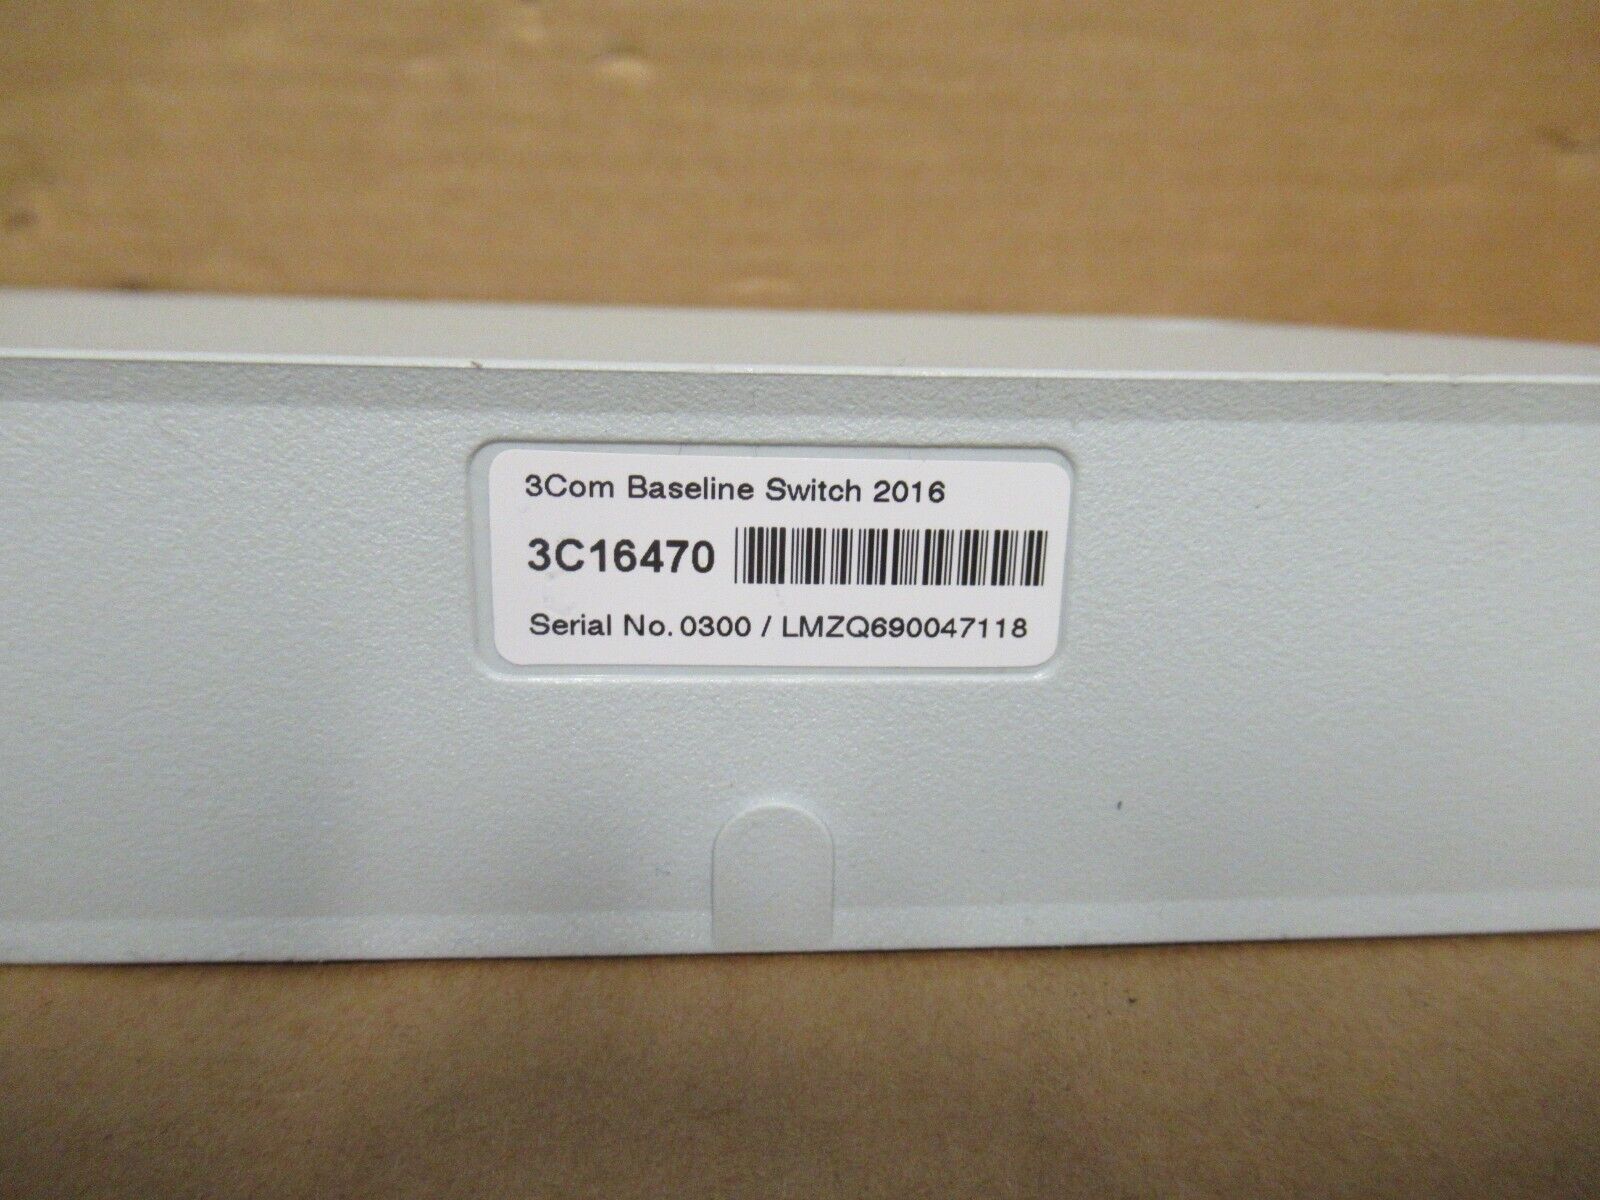 3Com Baseline Switch 2016
3C16470
Serial No. 0300 / LMZQ690047118